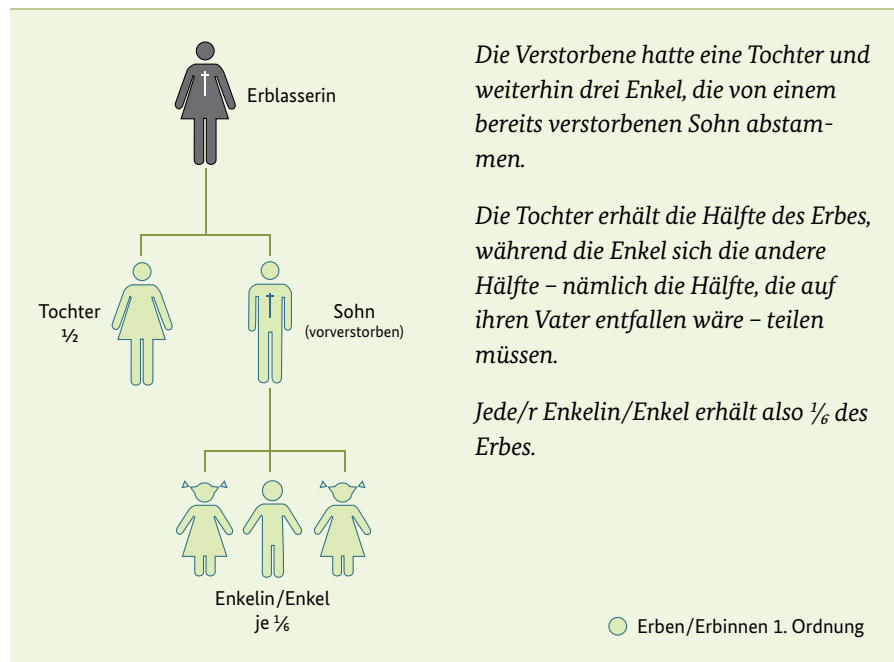 Erblasserin
Tochter
½
Sohn
(vorverstorben)
Enkelin/Enkel
je ⅙
Die Verstorbene hatte eine Tochter und
weiterhin drei Enkel, die von einem
bereits verstorbenen Sohn abstam-
men.
Die Tochter erhält die Hälfte des Erbes,
während die Enkel sich die andere
Hälfte – nämlich die Hälfte, die auf
ihren Vater entfallen wäre – teilen
müssen.
Jede/r Enkelin/Enkel erhält also ⅙ des
Erbes.
Erben/Erbinnen 1. Ordnung